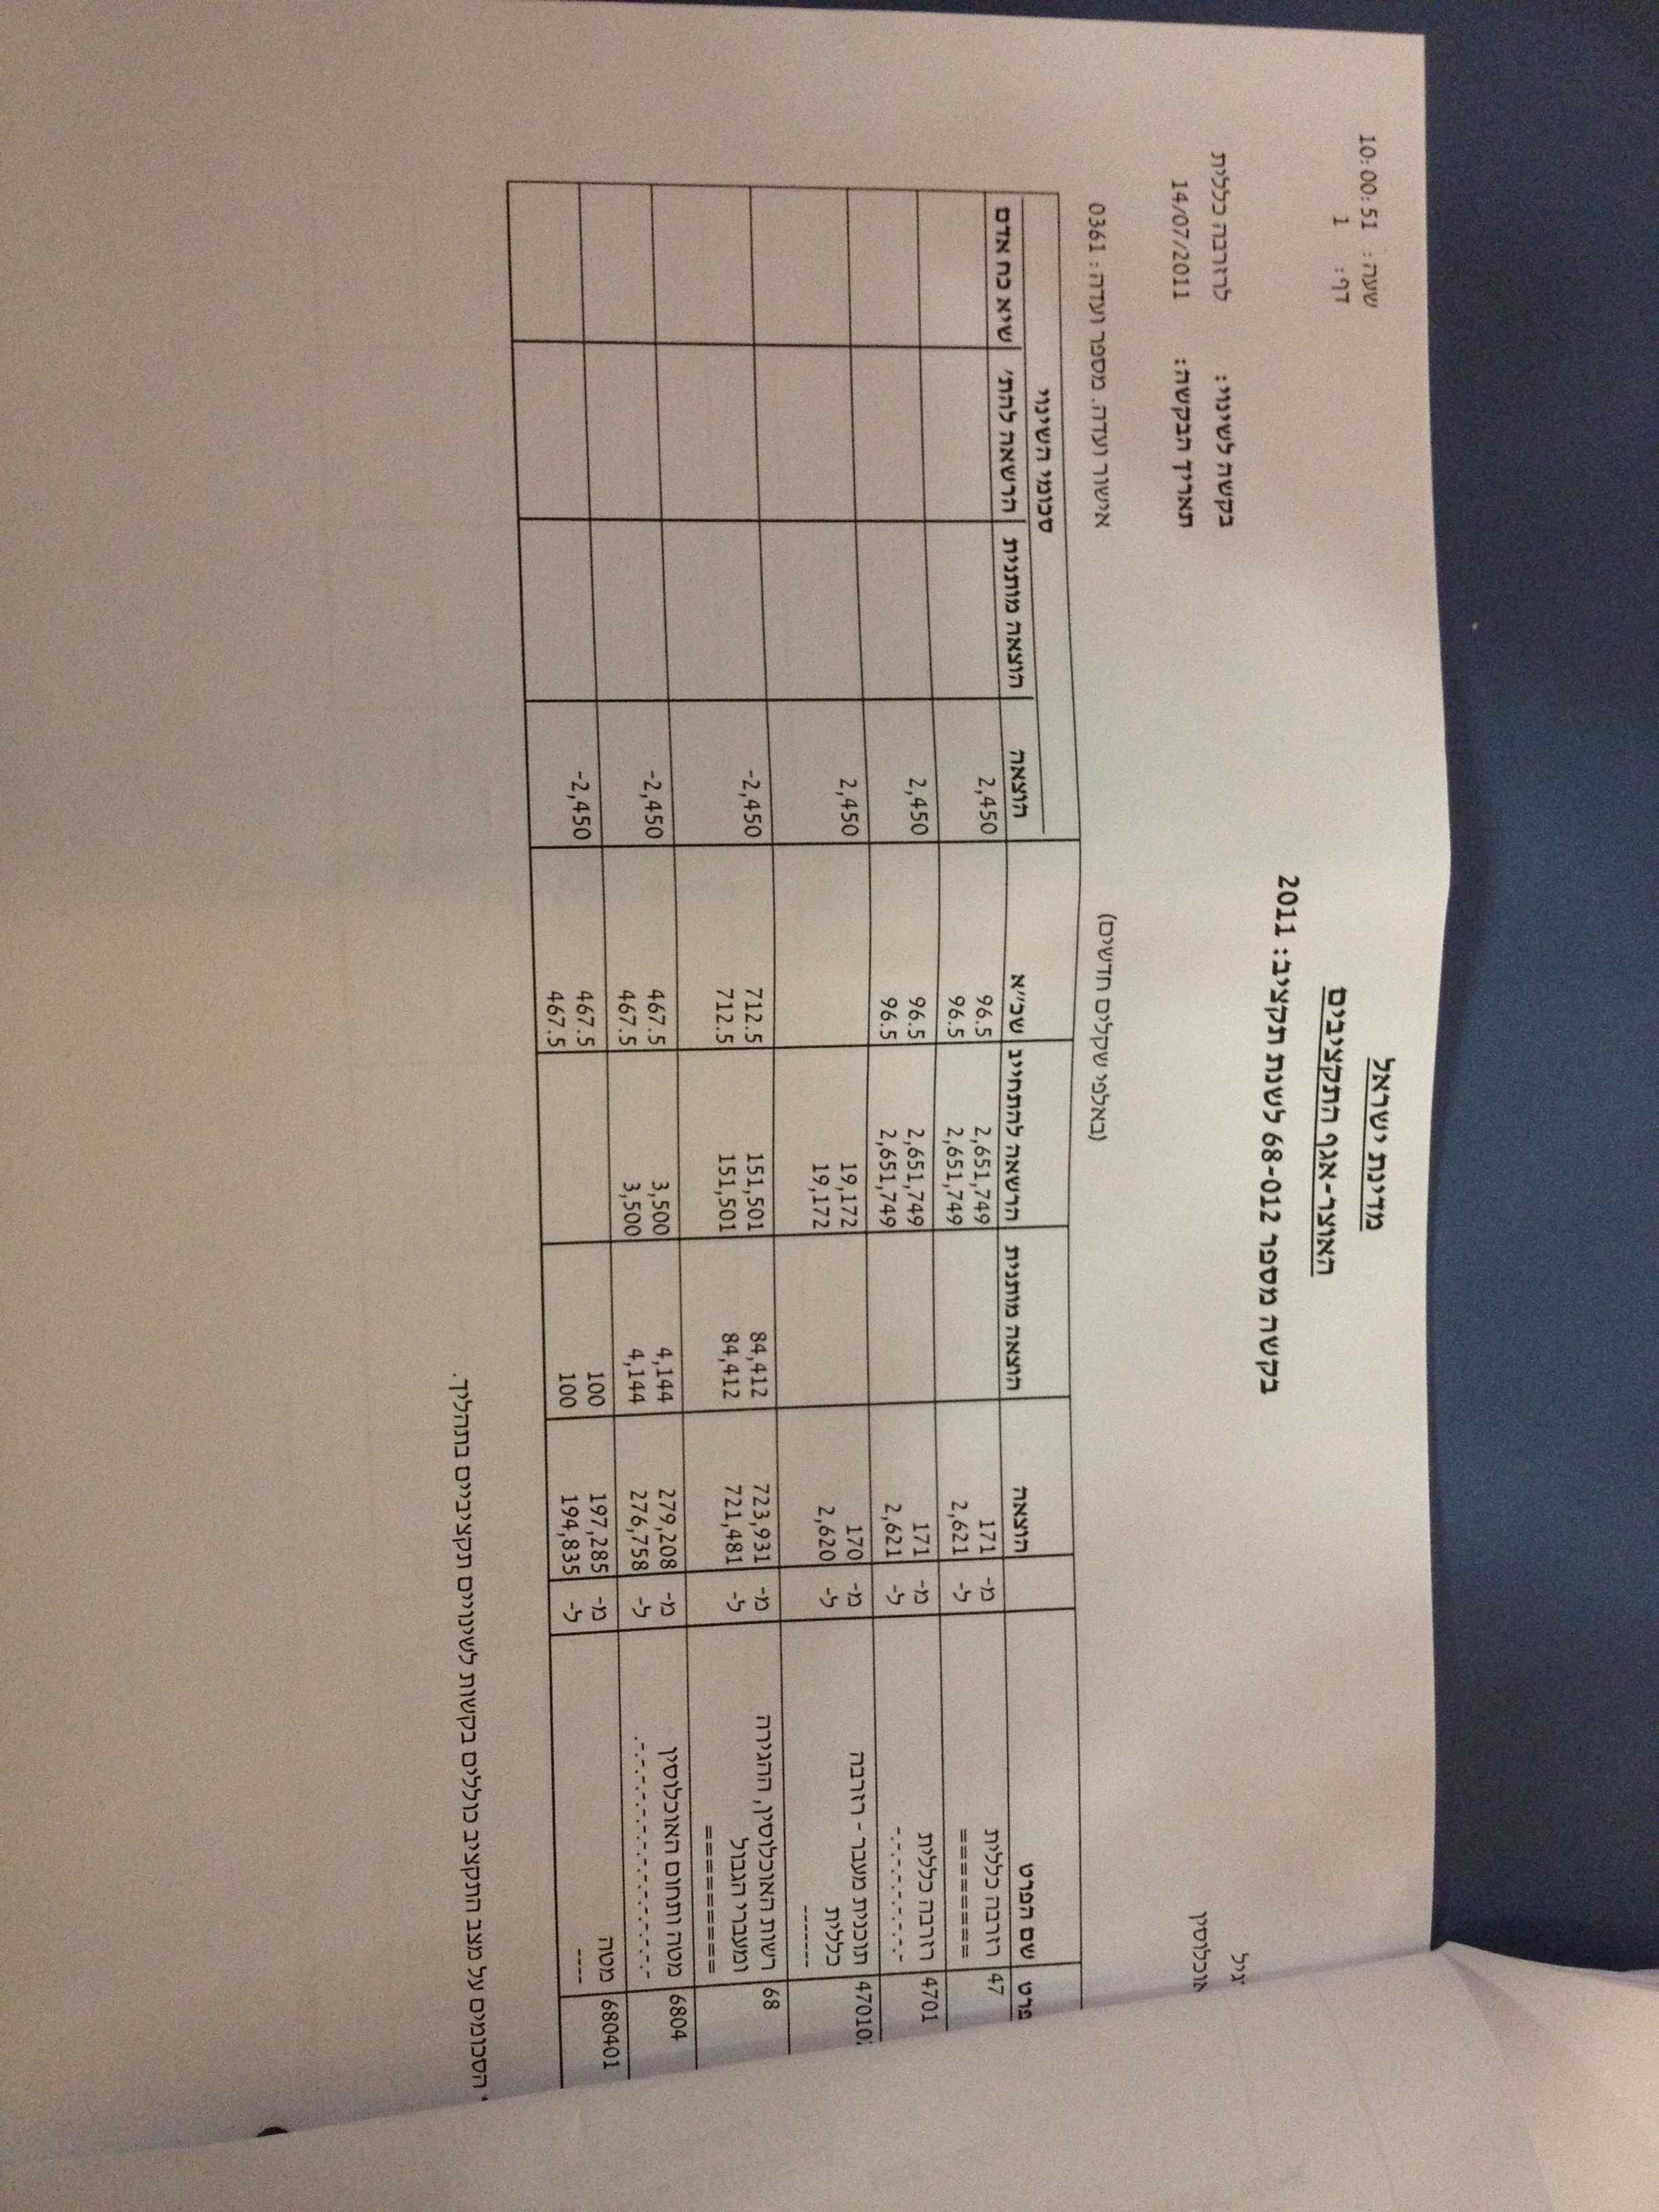 שעה: 10:00:51
דף: 1
מדינת ישראל
האוצר-אגף התקציבים
בקשה מספר 68-012 לשנת תקציב: 2011
בקשה לשינוי: לרזרבה כללית
תאריך הבקשה: 14/07/2011
אוכלוסין
(באלפי שקלים חדשים)
אישור ועדה. מספר ועדה: 0361
סכומי השינוי
פרט שם הפרט הוצאה הוצאה מותנית הרשאה להתחייב שכ"א הוצאה הוצאה מותנית הרשאה להת' שיא כח אדם
47 רזרבה כללית מ- 171 2,651,749 96.5 2,450
======== ל- 2,621 2,651,749 96.5
4701 רזרבה כללית מ- 171 2,651,749 96.5 2,450
-.-.-.-.-.-.- ל- 2,621 2,651,749 96.5
תוכנית מעבר - רזרבה מ- 170 19,172 2,450
כללית ל- 2,620 19,172
-------
68 רשות האוכלוסין, ההגירה מ- 723,931 84,412 151,501 712.5 -2,450
ומעברי הגבול ל- 721,481 84,412 151,501 712.5
=========
6804 מטה ותחום האוכלוסין מ- 279,208 4,144 3,500 467.5 -2,450
-.-.-.-.-.-.-.-.-.-.-. ל- 276,758 4,144 3,500 467.5
680401 מטה מ- 197,285 100 467.5 -2,450
---- ל- 194,835 100 467.5
* הסכומים על מצב התקציב כוללים בקשות לשינויים תקציביים בתהליך.